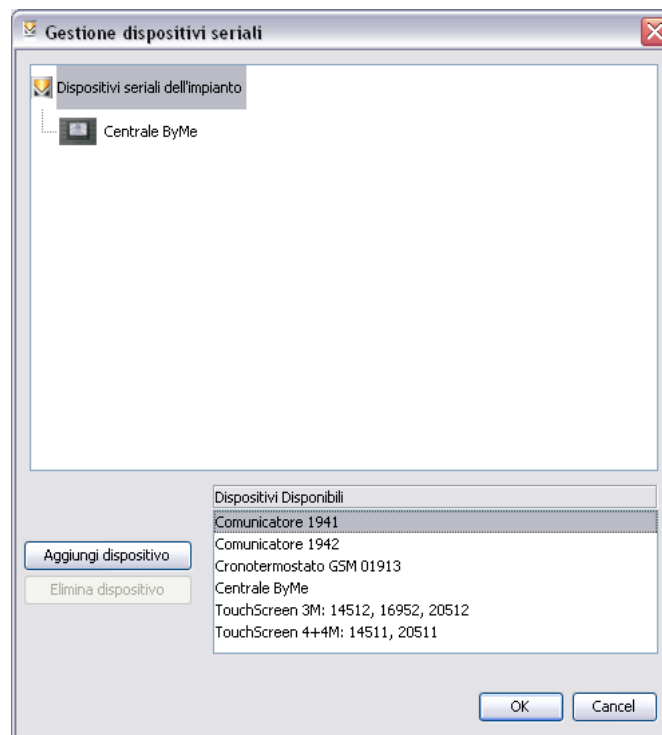 Gestione dispositivi seriali
Dispositivi seriali dell'impianto
Centrale ByMe
Dispositivi Disponibili
Comunicatore 1941
Comunicatore 1942
Cronotermostato GSM 01913
Centrale ByMe
TouchScreen 3M: 14512, 16952, 20512
TouchScreen 4+4M: 14511, 20511
Aggiungi dispositivo
Elimina dispositivo
OK
Cancel